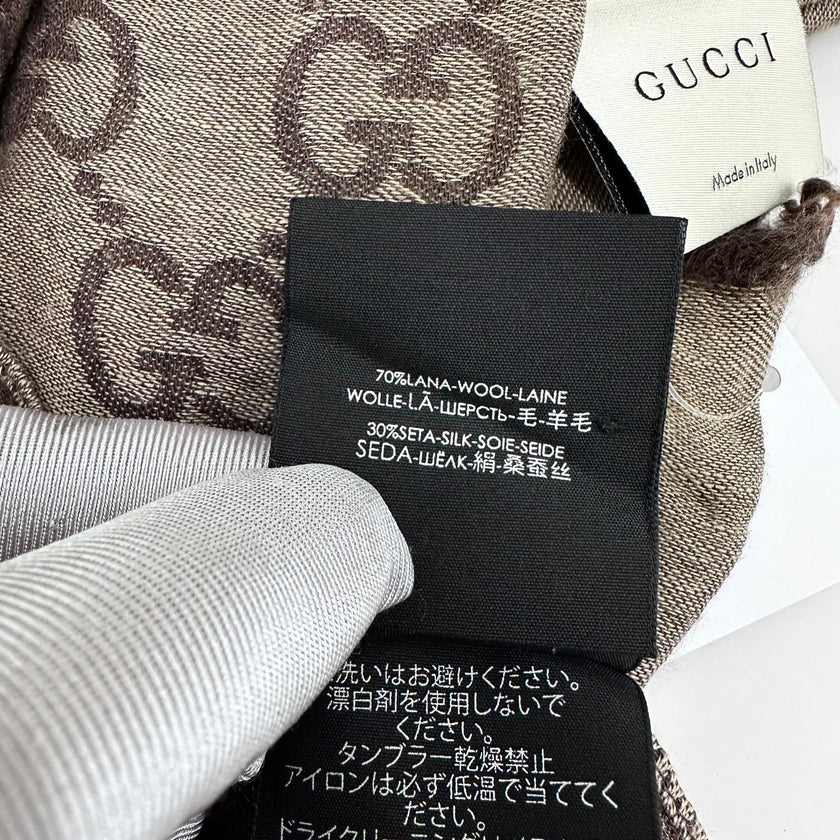 GUCCI
Made in Italy
70%LANA-WOOL-LAINE
WOLLE-LÃ-ШЕРСТЬ-毛-羊毛
30%SETA-SILK-SOIE-SEIDE
SEDA-ШЁЛК-絹-桑蚕丝
洗いはお避けください。
漂白剤を使用しないで
ください。
タンブラー乾燥禁止
アイロンは必ず低温で当ててく
ださい。